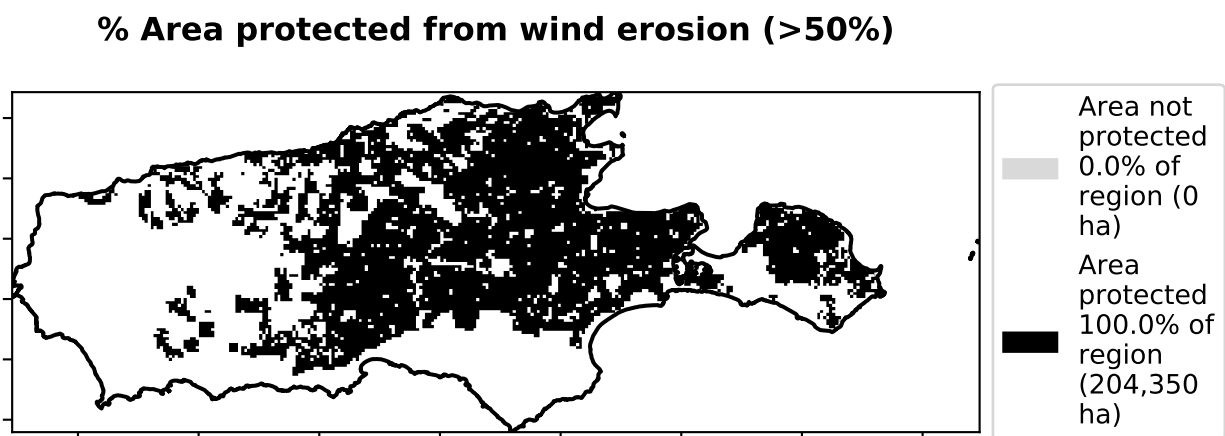 % Area protected from wind erosion (>50%)
Area not
protected
0.0% of
region (0
ha)
Area
protected
100.0% of
region
(204,350
ha)